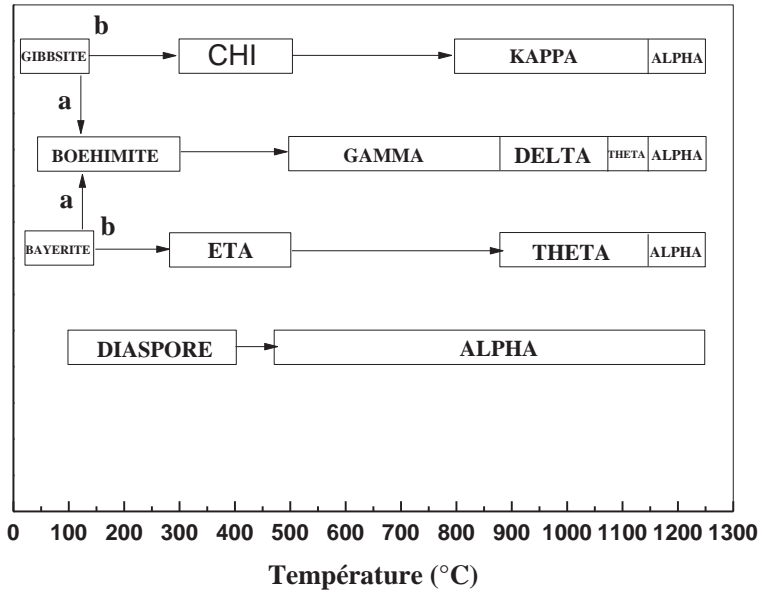 b
GIBBSITE CHI KAPPA ALPHA
a
BOEHIMITE GAMMA DELTA THETA ALPHA
a
b
BAYERITE ETA THETA ALPHA
DIASPORE ALPHA
0 100 200 300 400 500 600 700 800 900 1000 1100 1200 1300
Température (°C)